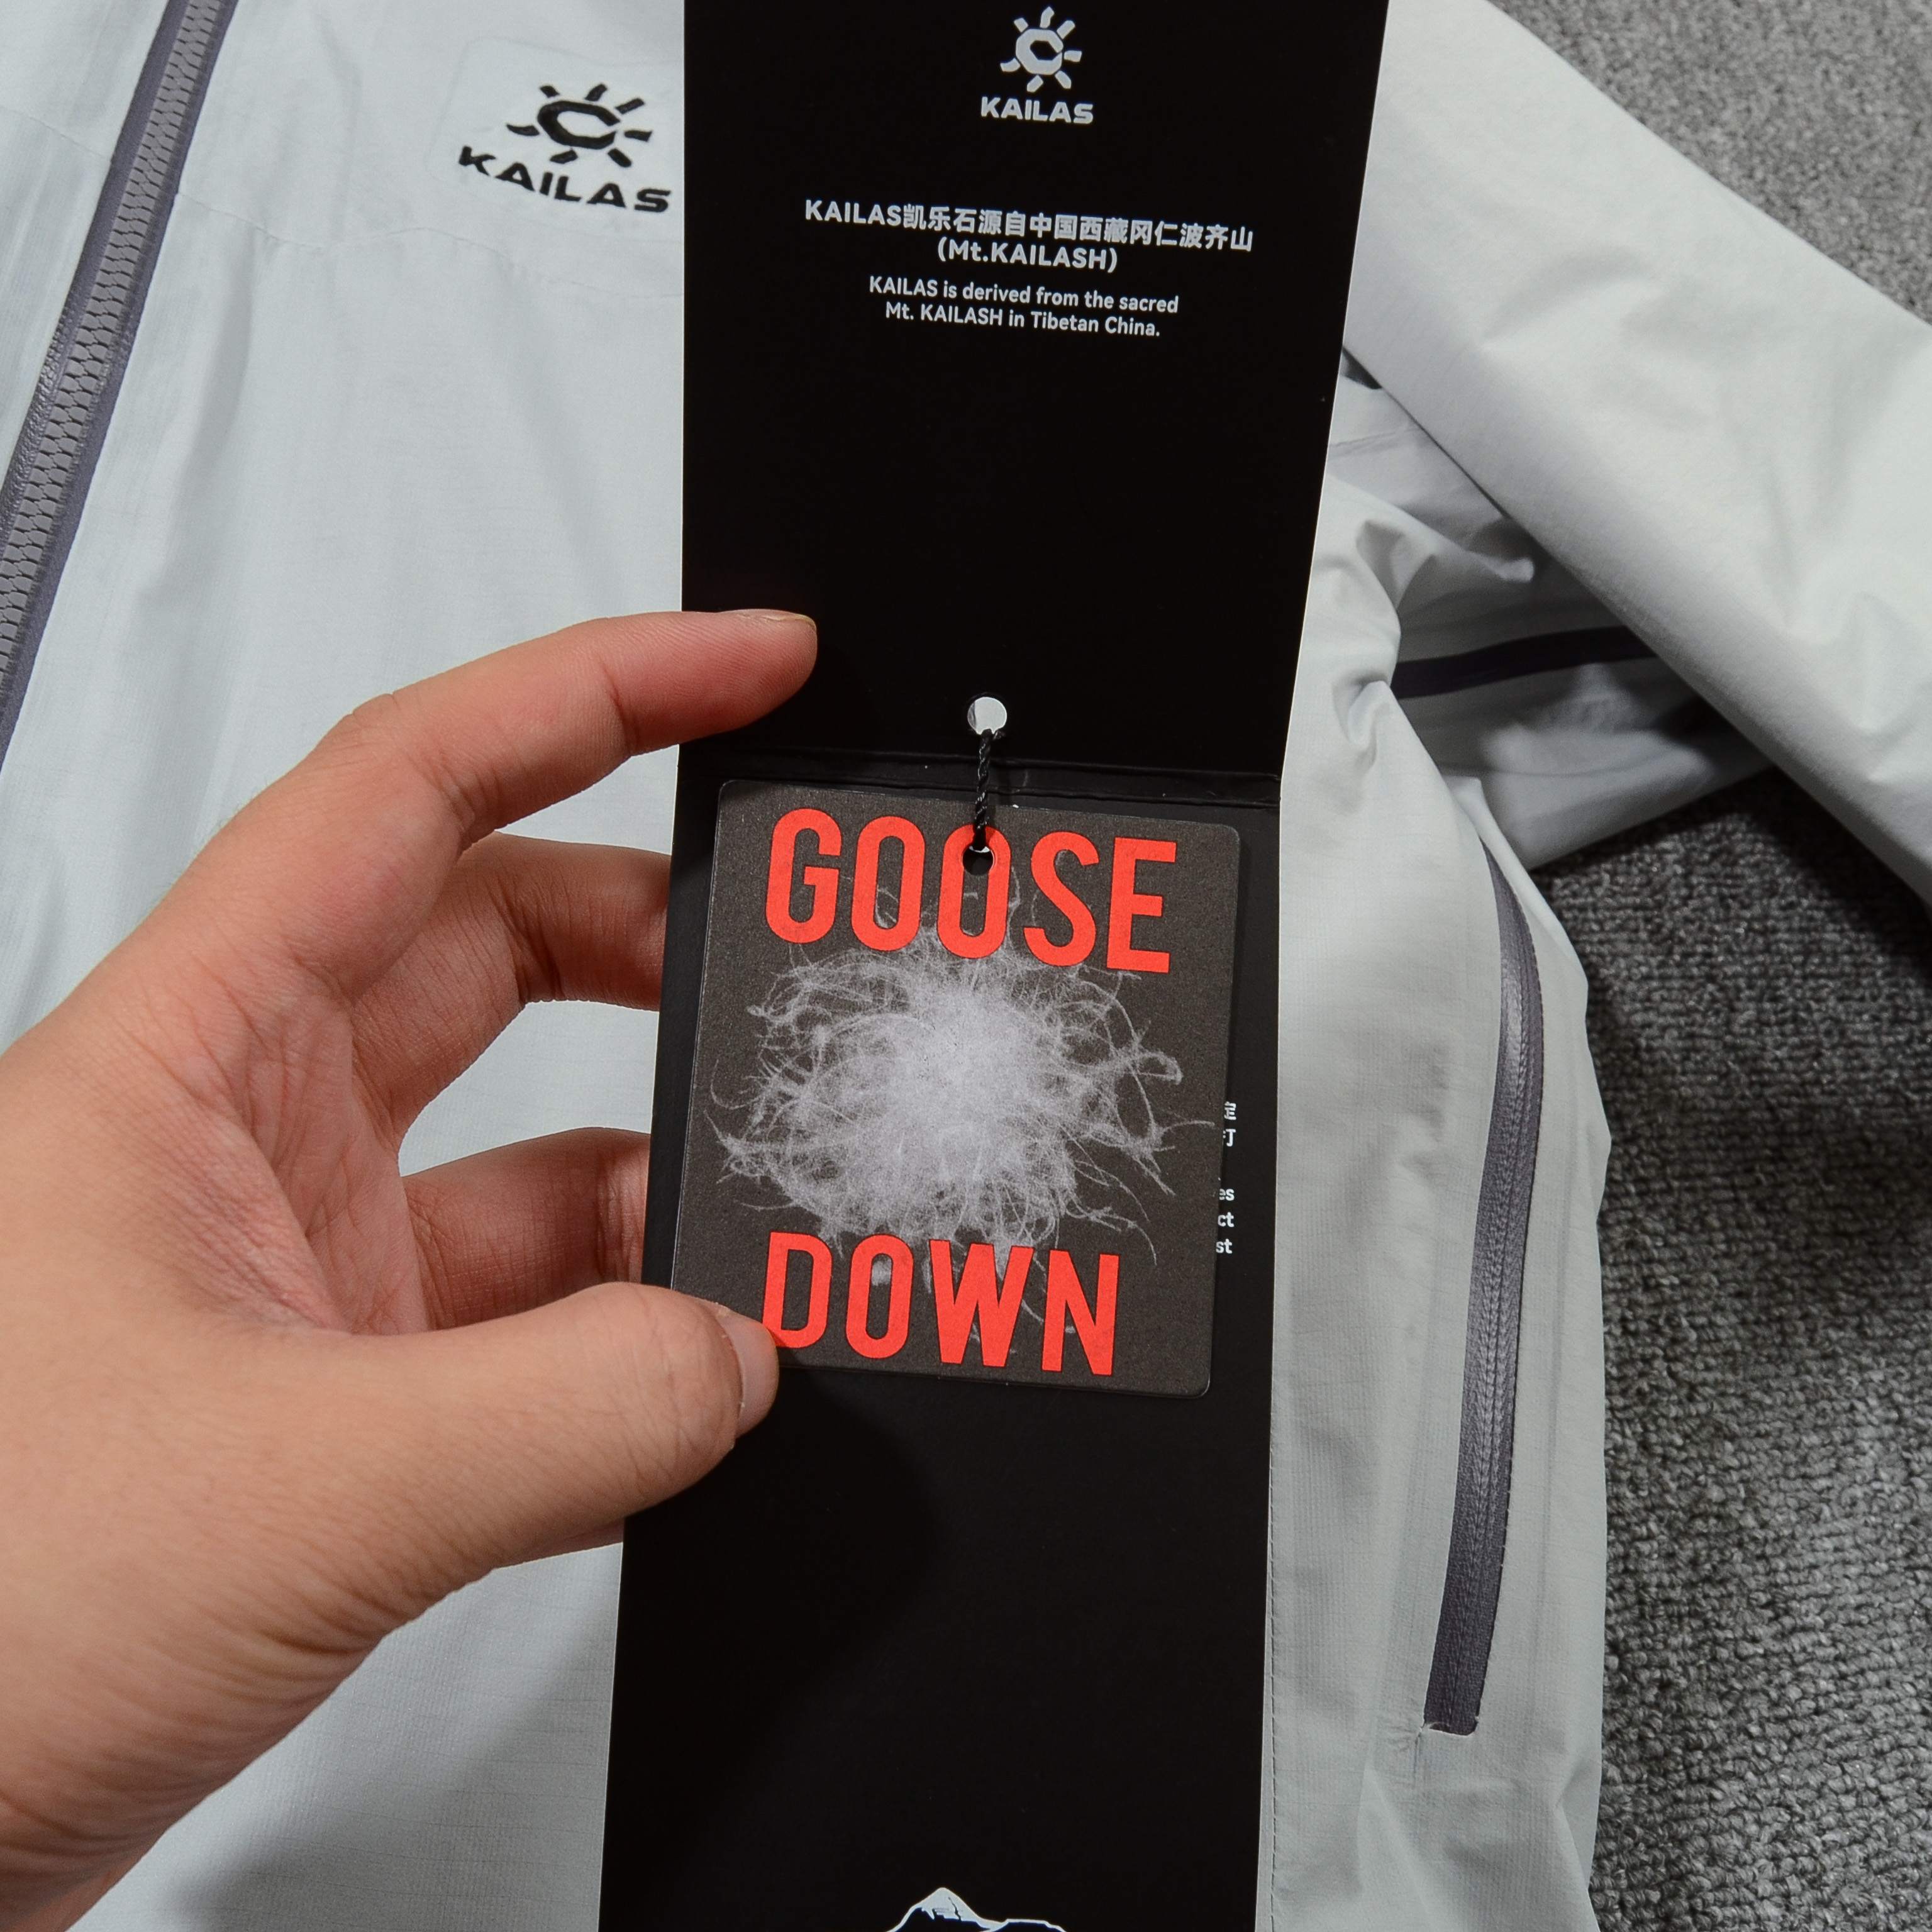 KAILAS
KAILAS
KAILAS凯乐石源自中国西藏冈仁波齐山
(Mt.KAILASH)
KAILAS is derived from the sacred
Mt. KAILASH in Tibetan China.
GOOSE
DOWN